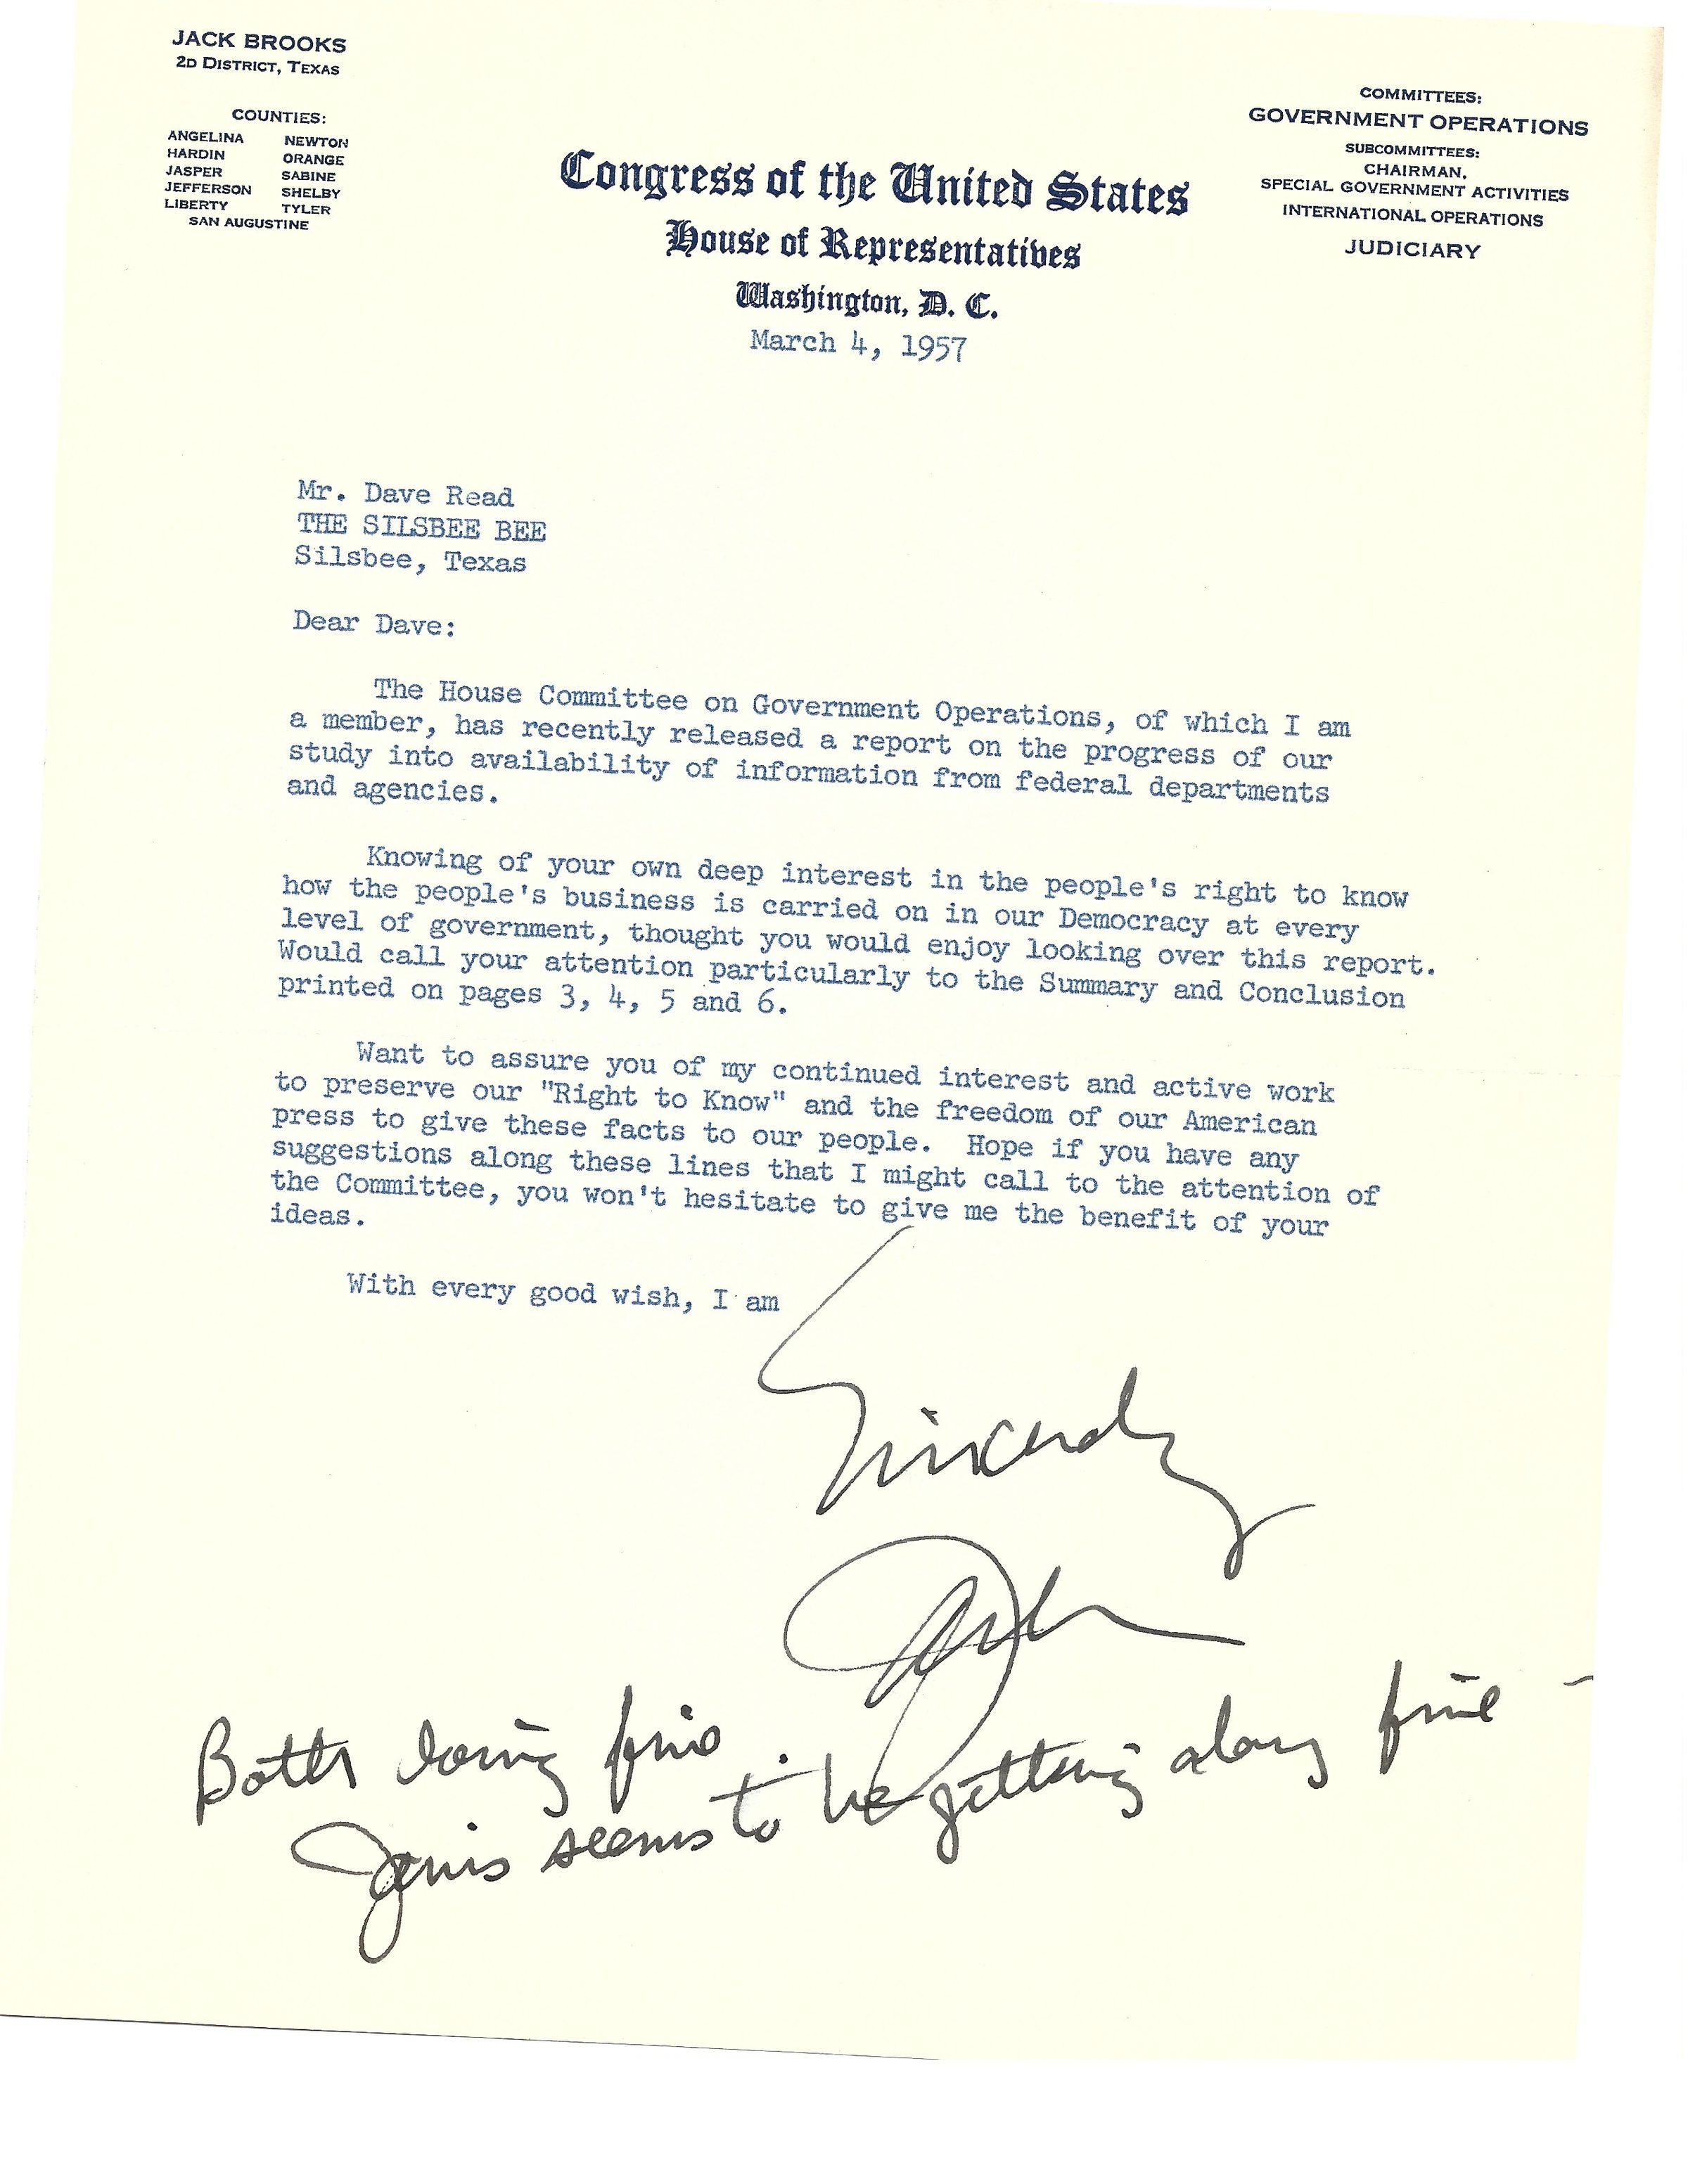 JACK BROOKS
2D DISTRICT, TEXAS
COUNTIES:
ANGELINA NEWTON
HARDIN ORANGE
JASPER SABINE
JEFFERSON SHELBY
LIBERTY TYLER
SAN AUGUSTINE
COMMITTEES:
GOVERNMENT OPERATIONS
SUBCOMMITTEES:
CHAIRMAN,
SPECIAL GOVERNMENT ACTIVITIES
INTERNATIONAL OPERATIONS
JUDICIARY
Congress of the United States
House of Representatives
Washington, D. C.
March 4, 1957
Mr. Dave Read
THE SILSBEE BEE
Silsbee, Texas
Dear Dave:
The House Committee on Government Operations, of which I am
a member, has recently released a report on the progress of our
study into availability of information from federal departments
and agencies.
Knowing of your own deep interest in the people's right to know
how the people's business is carried on in our Democracy at every
level of government, thought you would enjoy looking over this report.
Would call your attention particularly to the Summary and Conclusion
printed on pages 3, 4, 5 and 6.
Want to assure you of my continued interest and active work
to preserve our "Right to Know" and the freedom of our American
press to give these facts to our people. Hope if you have any
suggestions along these lines that I might call to the attention of
the Committee, you won't hesitate to give me the benefit of your
ideas.
With every good wish, I am
Sincerely
Jack
Both doing fine
seems to be getting along fine -